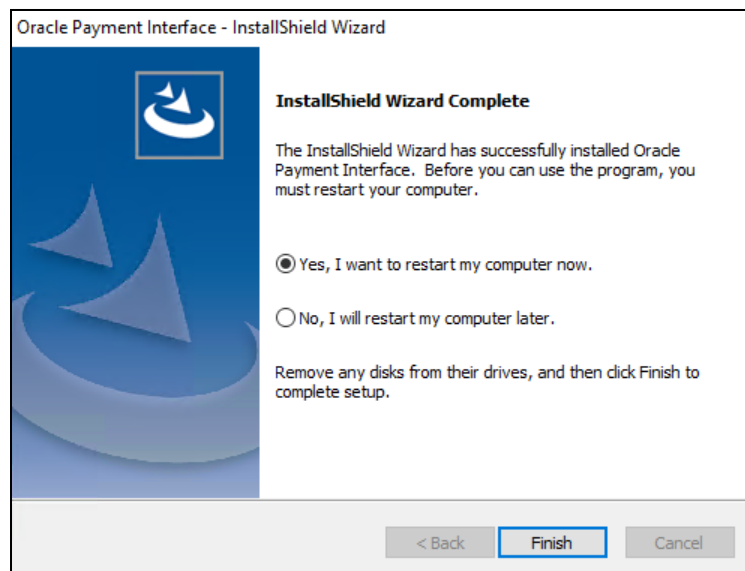 Oracle Payment Interface - InstallShield Wizard
InstallShield Wizard Complete
The InstallShield Wizard has successfully installed Oracle
Payment Interface.  Before you can use the program, you
must restart your computer.
Yes, I want to restart my computer now.
No, I will restart my computer later.
Remove any disks from their drives, and then click Finish to
complete setup.
< Back Finish Cancel